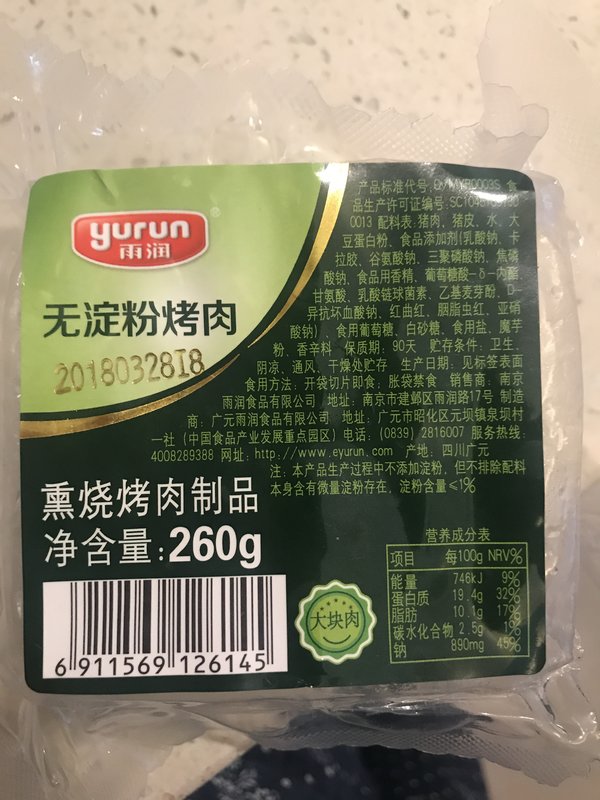 yurun
®
雨润
无淀粉烤肉
20180328I8
产品标准代号:Q/ 0003S 食
品生产许可证编号:SC104
0013 配料表:猪肉、猪皮、水、大
豆蛋白粉、食品添加剂(乳酸钠、卡
拉胶、谷氨酸钠、三聚磷酸钠、焦磷
酸钠、食品用香精、葡萄糖酸-δ-内酯
甘氨酸、乳酸链球菌素、乙基麦芽酚、D-
异抗坏血酸钠、红曲红、胭脂虫红、亚硝
酸钠)、食用葡萄糖、白砂糖、食用盐、魔芋
粉、香辛料 保质期:90天 贮存条件:卫生、
阴凉、通风、干燥处贮存 生产日期:见标签表面
食用方法:开袋切片即食;胀袋禁食 销售商:南京
雨润食品有限公司 地址:南京市建邺区雨润路17号 制造
商:广元雨润食品有限公司 地址:广元市昭化区元坝镇泉坝村
一社(中国食品产业发展重点园区)电话:(0839)2816007 服务热线:
4008289388 网址:http://www.eyurun.com 产地:四川广元
注:本产品生产过程中不添加淀粉,但不排除配料
本身含有微量淀粉存在,淀粉含量≤1%
熏烧烤肉制品
净含量:260g
营养成分表
项目 每100g NRV%
能量 746kJ 9%
蛋白质 19.4g 32%
脂肪 10.1g 17%
碳水化合物 2.5g 1%
钠 890mg 45%
大块肉
6 911569 126145